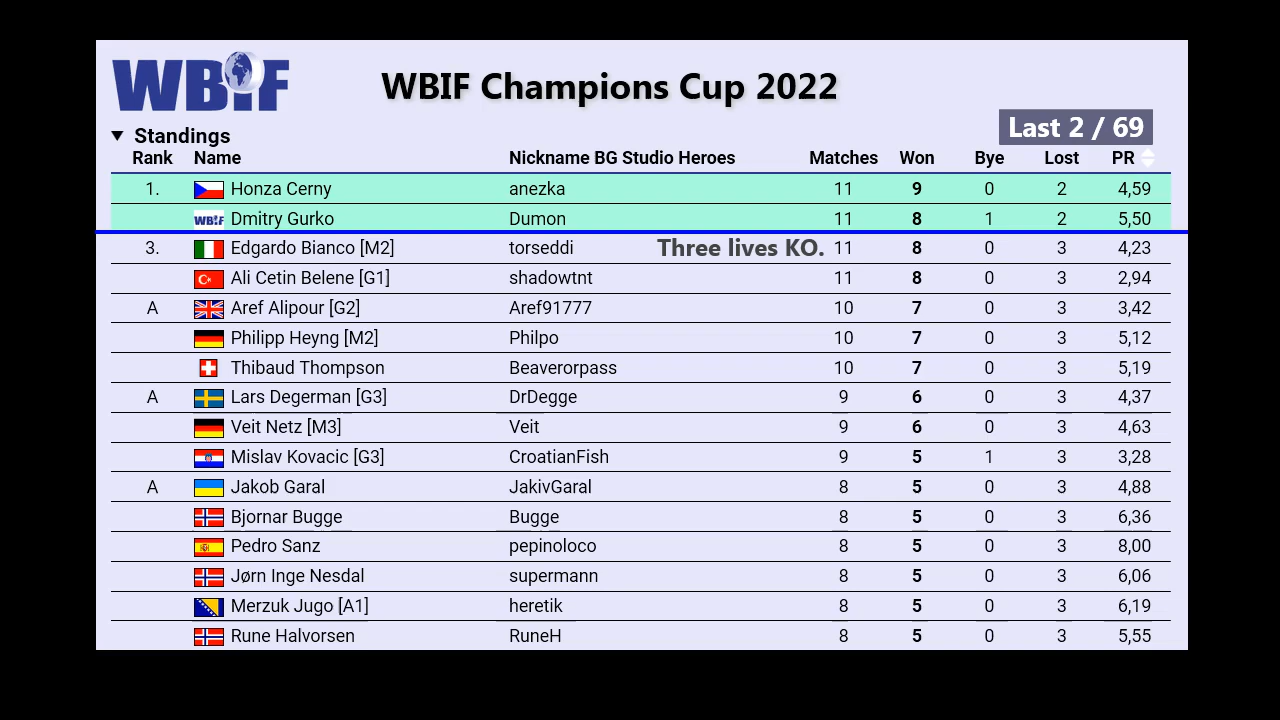 WBIF
WBIF Champions Cup 2022
Last 2 / 69
▼ Standings
Rank Name Nickname BG Studio Heroes Matches Won Bye Lost PR
1. Honza Cerny anezka 11 9 0 2 4,59
WBIF Dmitry Gurko Dumon 11 8 1 2 5,50
3. Edgardo Bianco [M2] torseddi Three lives KO. 11 8 0 3 4,23
Ali Cetin Belene [G1] shadowtnt 11 8 0 3 2,94
A Aref Alipour [G2] Aref91777 10 7 0 3 3,42
Philipp Heyng [M2] Philpo 10 7 0 3 5,12
Thibaud Thompson Beaverorpass 10 7 0 3 5,19
A Lars Degerman [G3] DrDegge 9 6 0 3 4,37
Veit Netz [M3] Veit 9 6 0 3 4,63
Mislav Kovacic [G3] CroatianFish 9 5 1 3 3,28
A Jakob Garal JakivGaral 8 5 0 3 4,88
Bjornar Bugge Bugge 8 5 0 3 6,36
Pedro Sanz pepinoloco 8 5 0 3 8,00
Jørn Inge Nesdal supermann 8 5 0 3 6,06
Merzuk Jugo [A1] heretik 8 5 0 3 6,19
Rune Halvorsen RuneH 8 5 0 3 5,55